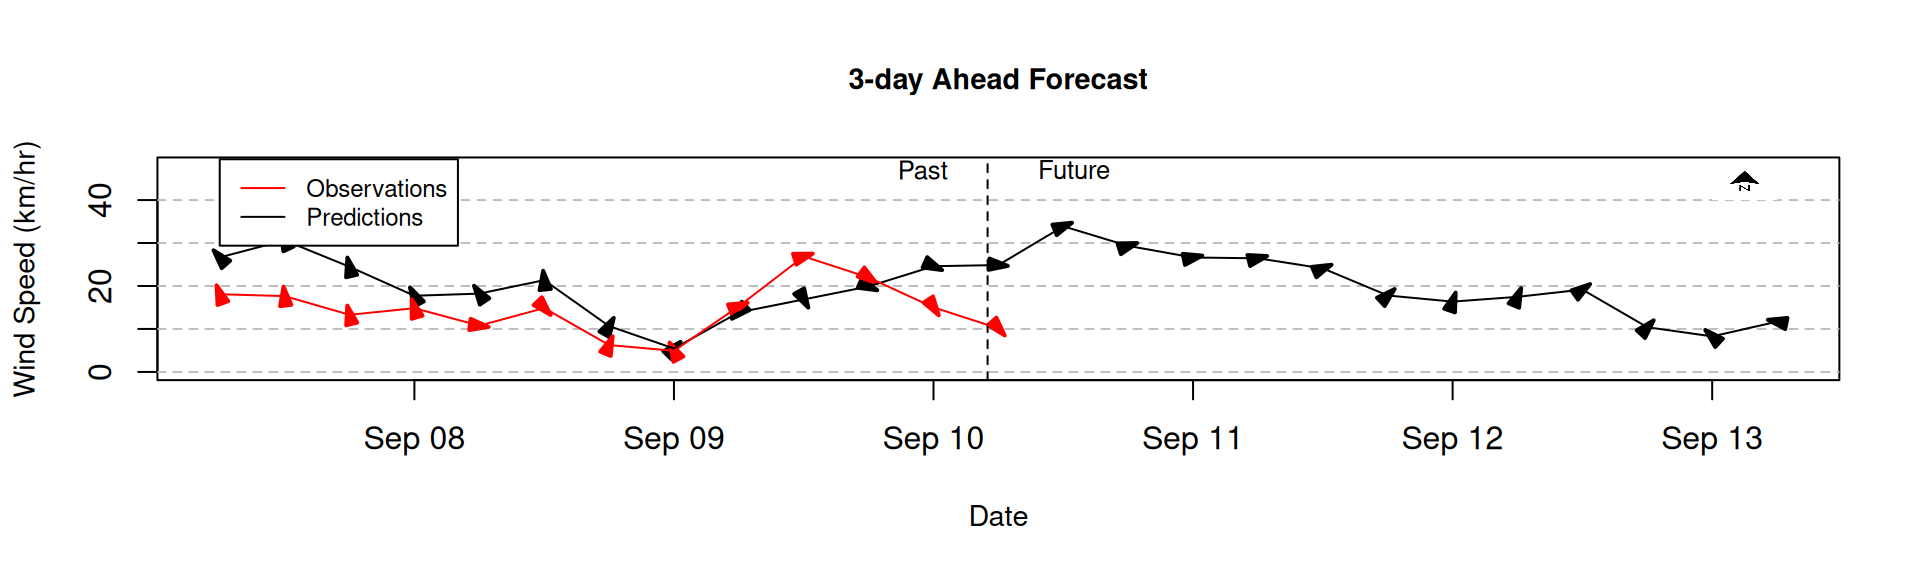 3-day Ahead Forecast
Past
Future
N
Observations
Predictions
Wind Speed (km/hr)
40
20
0
Sep 08
Sep 09
Sep 10
Sep 11
Sep 12
Sep 13
Date